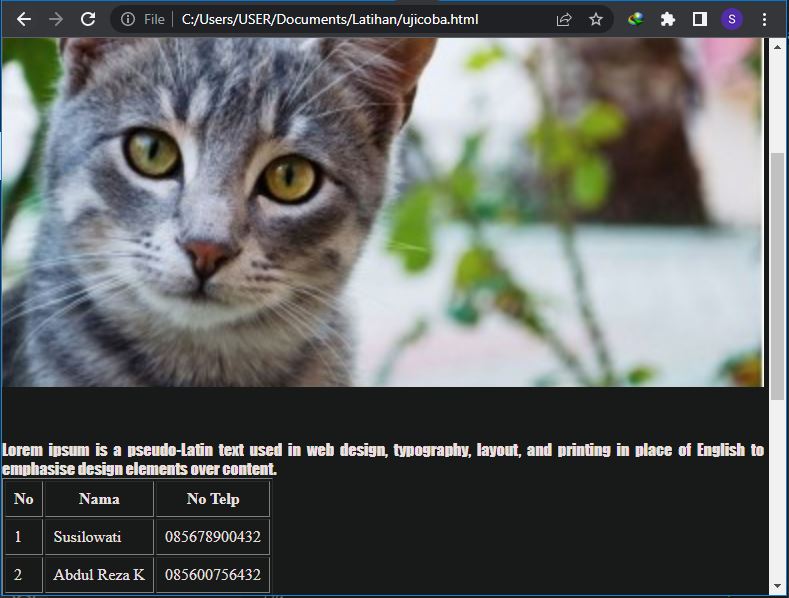 File
C:/Users/USER/Documents/Latihan/ujicoba.html
S
Lorem ipsum is a pseudo-Latin text used in web design, typography, layout, and printing in place of English to
emphasise design elements over content.
No Nama No Telp
1 Susilowati 085678900432
2 Abdul Reza K 085600756432